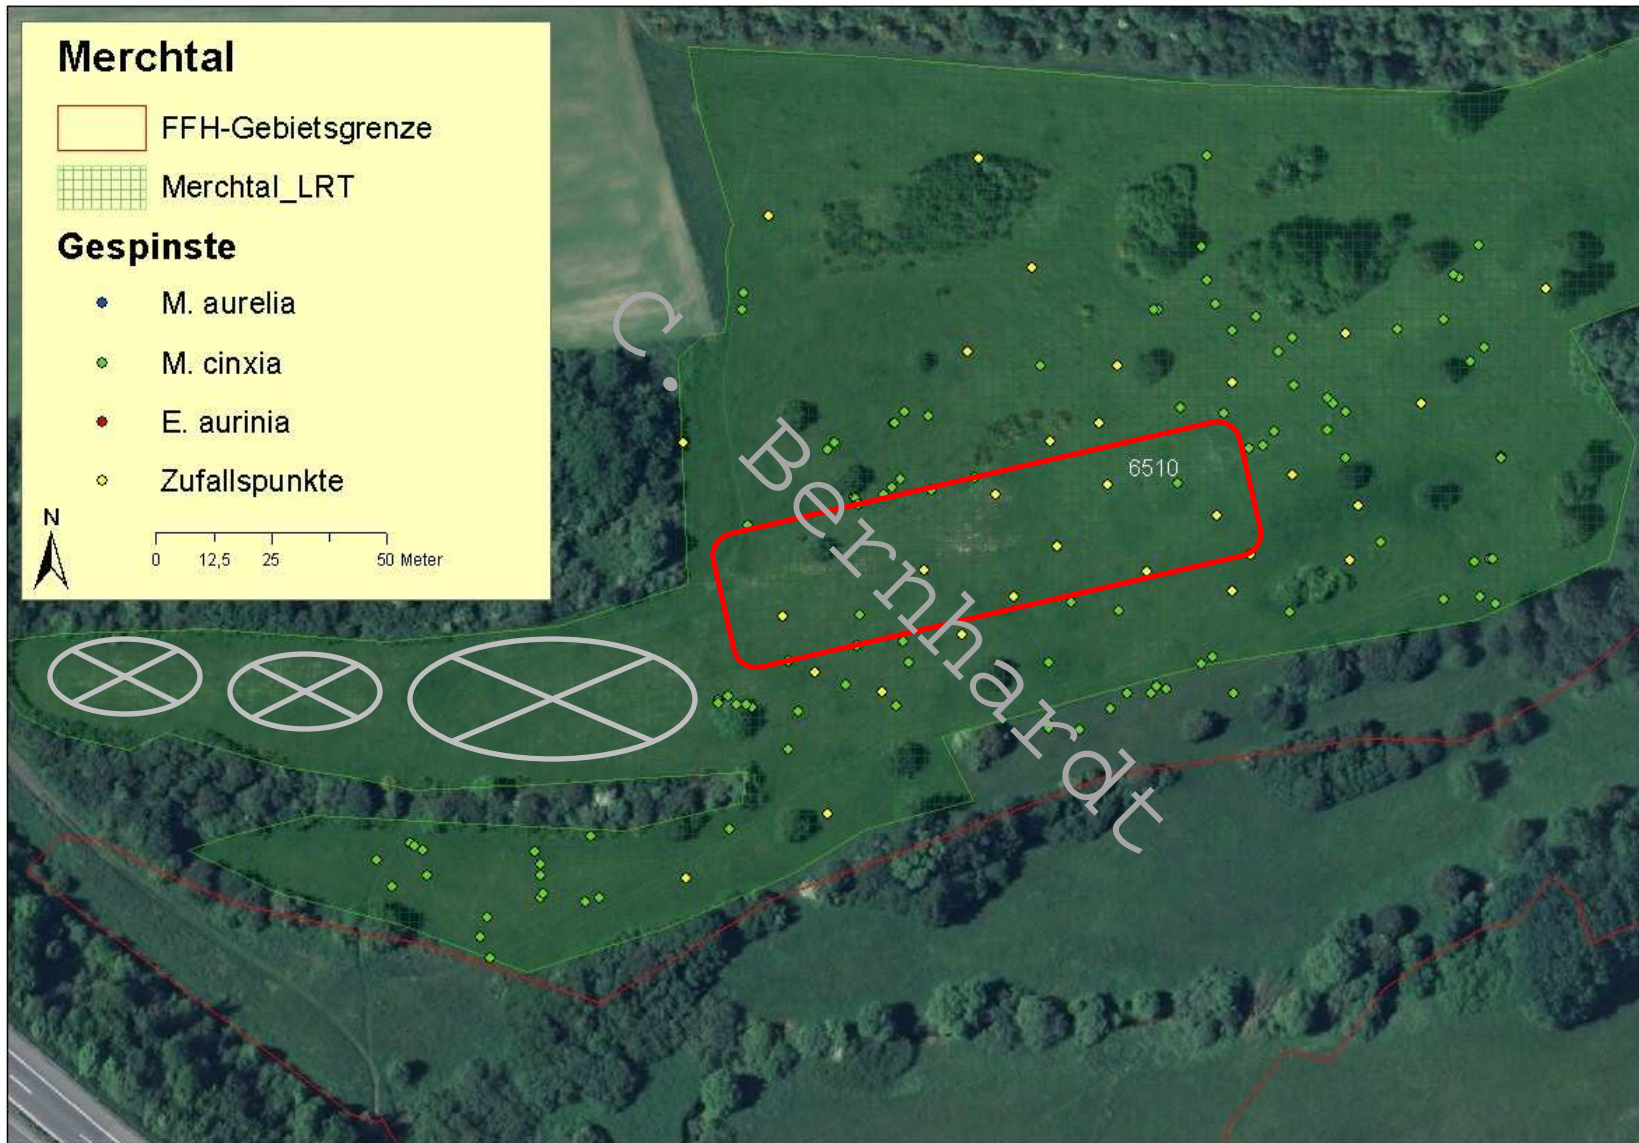 Merchtal
FFH-Gebietsgrenze
Merchtal_LRT
Gespinste
M. aurelia
M. cinxia
E. aurinia
Zufallspunkte
N
0 12,5 25 50 Meter
6510
C. Bernhardt